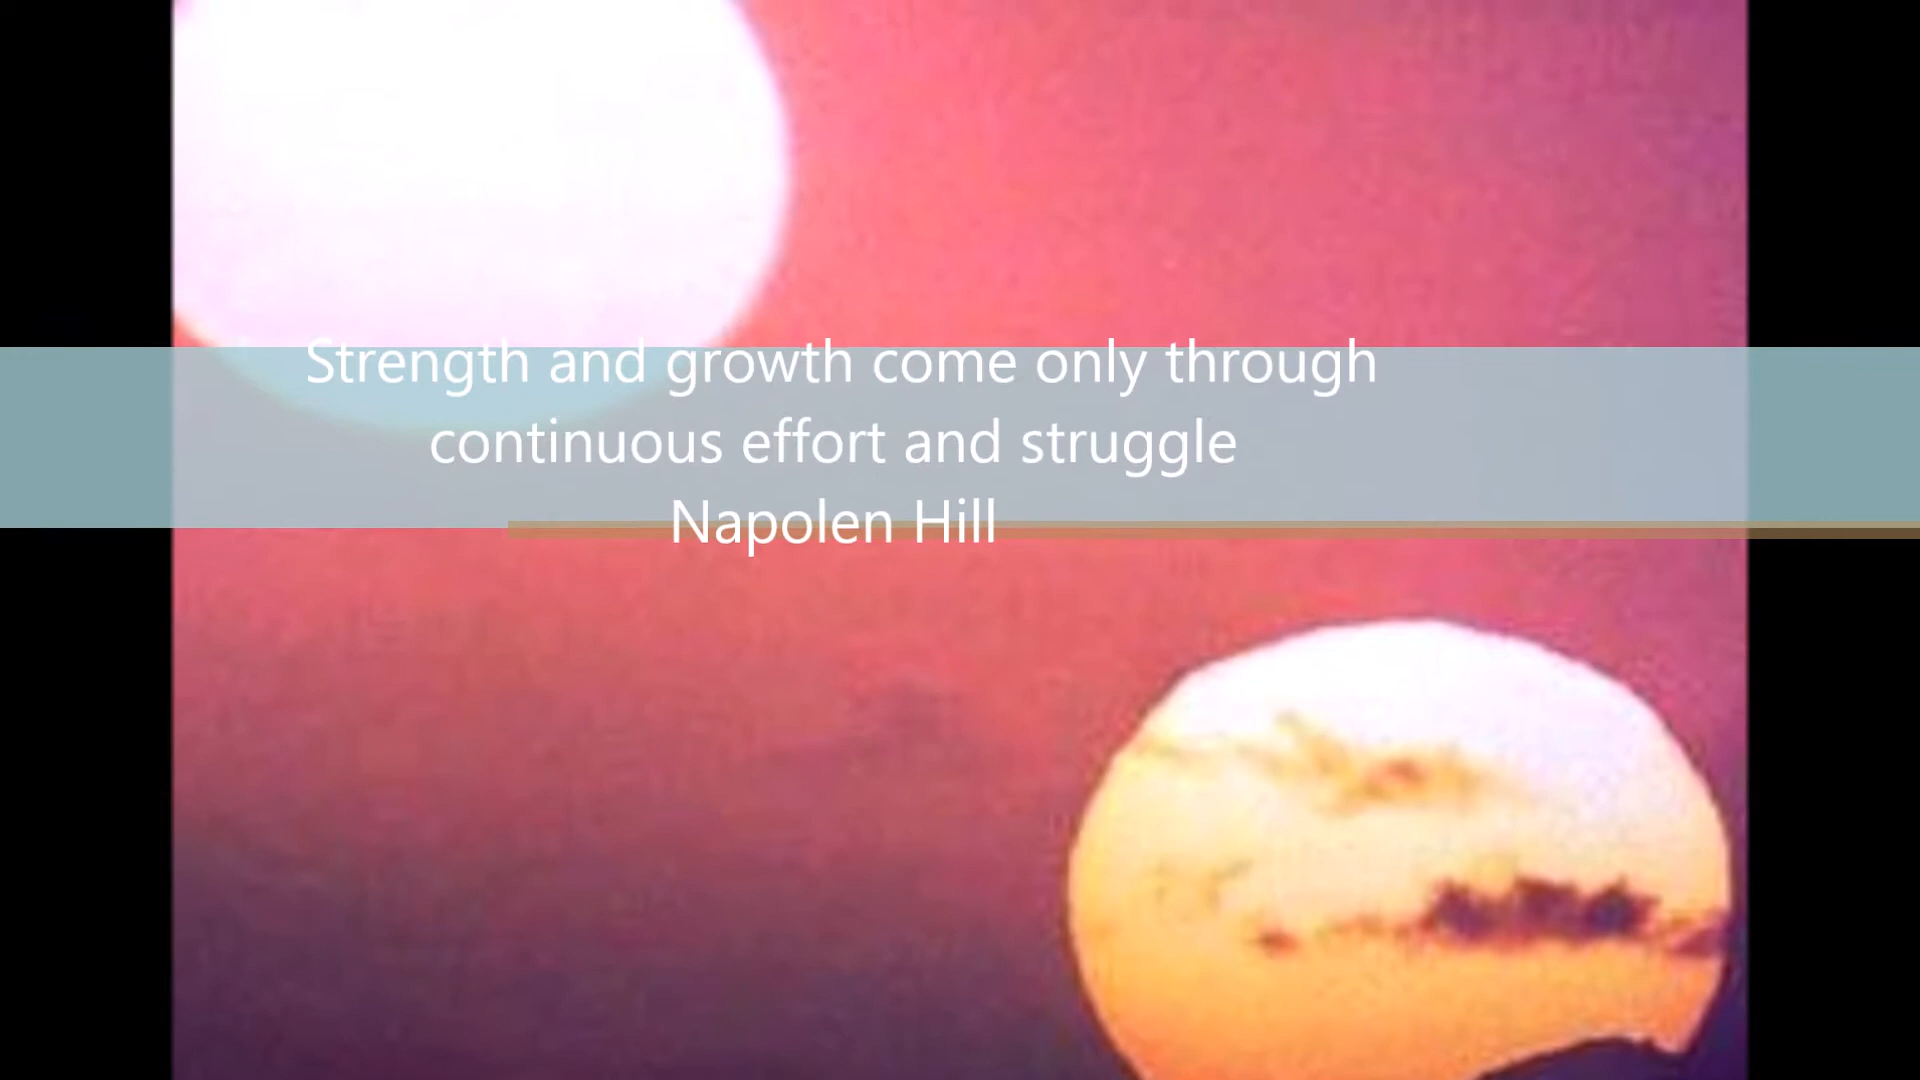 Strength and growth come only through
continuous effort and struggle
Napolen Hill